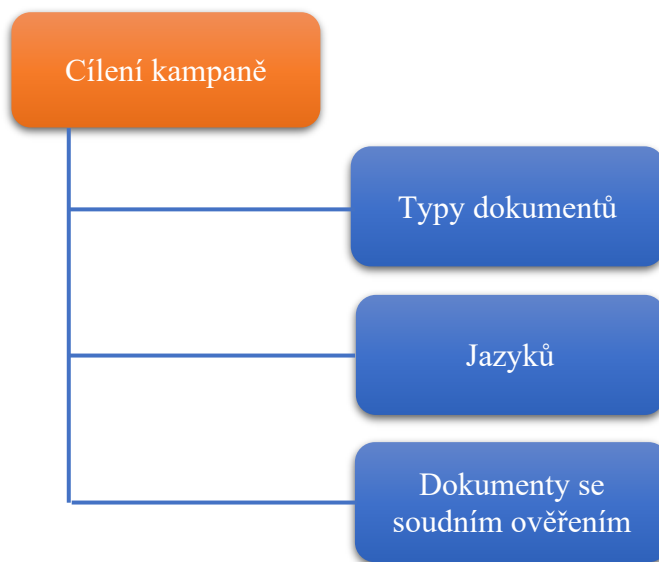 Cílení kampaně
Typy dokumentů
Jazyků
Dokumenty se
soudním ověřením